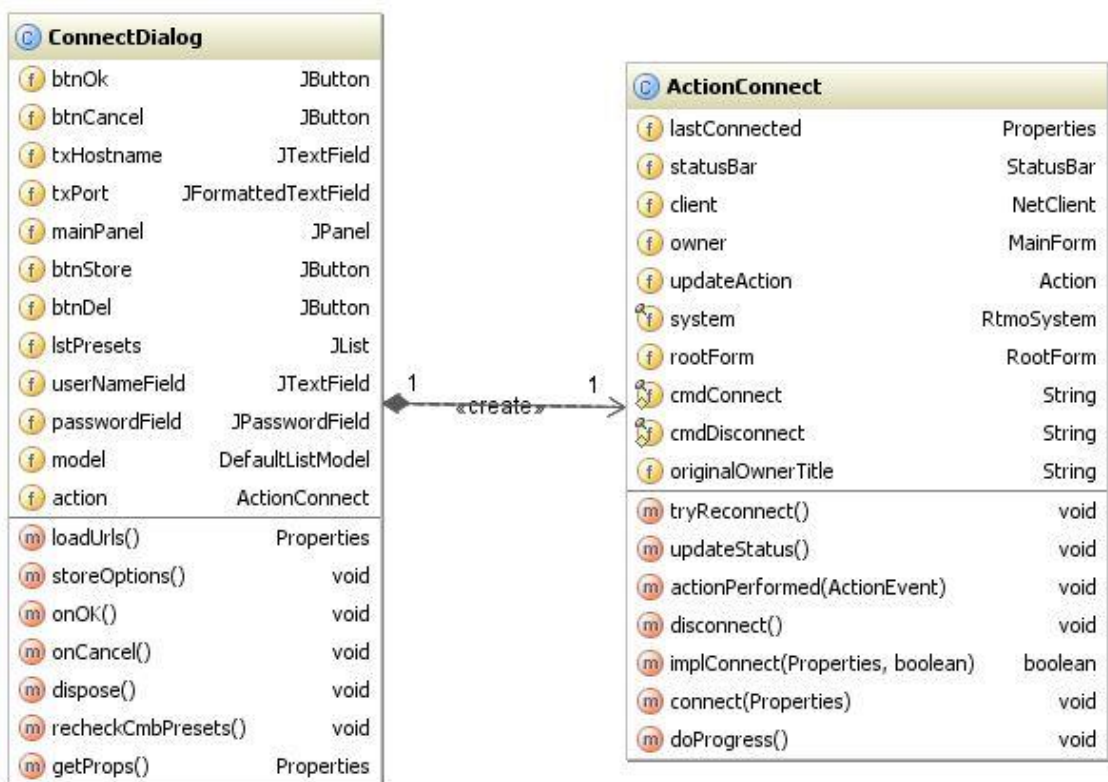 ConnectDialog
btnOk JButton
btnCancel JButton
txHostname JTextField
txPort JFormattedTextField
mainPanel JPanel
btnStore JButton
btnDel JButton
lstPresets JList
userNameField JTextField
passwordField JPasswordField
model DefaultListModel
action ActionConnect
loadUrls() Properties
storeOptions() void
onOK() void
onCancel() void
dispose() void
recheckCmbPresets() void
getProps() Properties
1 «create» 1
ActionConnect
lastConnected Properties
statusBar StatusBar
client NetClient
owner MainForm
updateAction Action
system RtmoSystem
rootForm RootForm
cmdConnect String
cmdDisconnect String
originalOwnerTitle String
tryReconnect() void
updateStatus() void
actionPerformed(ActionEvent) void
disconnect() void
implConnect(Properties, boolean) boolean
connect(Properties) void
doProgress() void